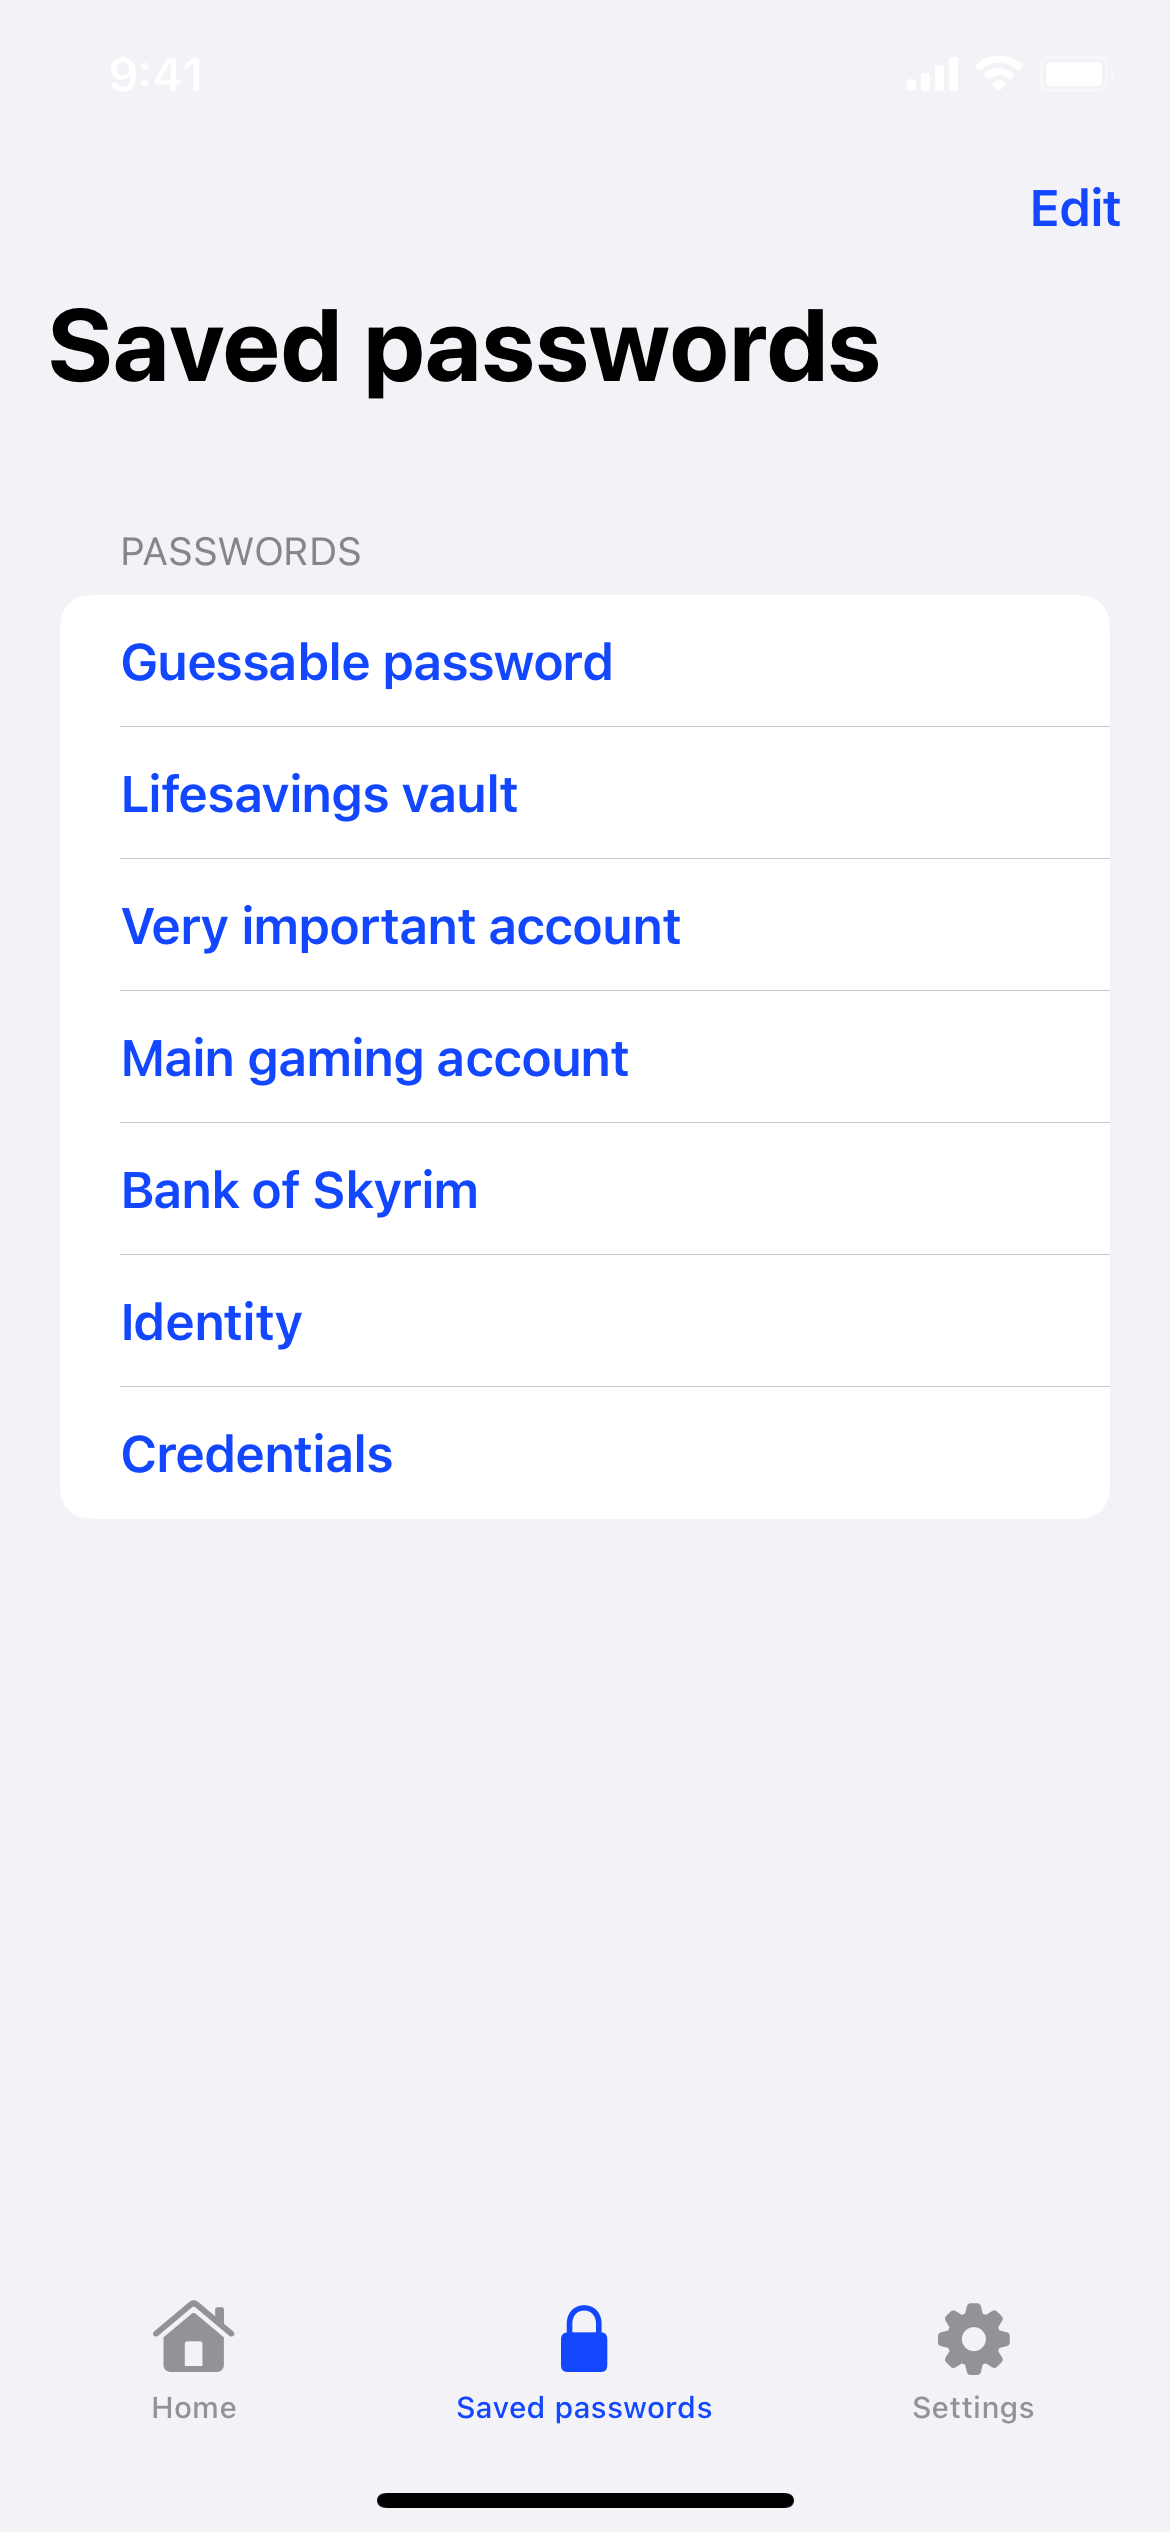 9:41
Edit
Saved passwords
PASSWORDS
Guessable password
Lifesavings vault
Very important account
Main gaming account
Bank of Skyrim
Identity
Credentials
Home
Saved passwords
Settings